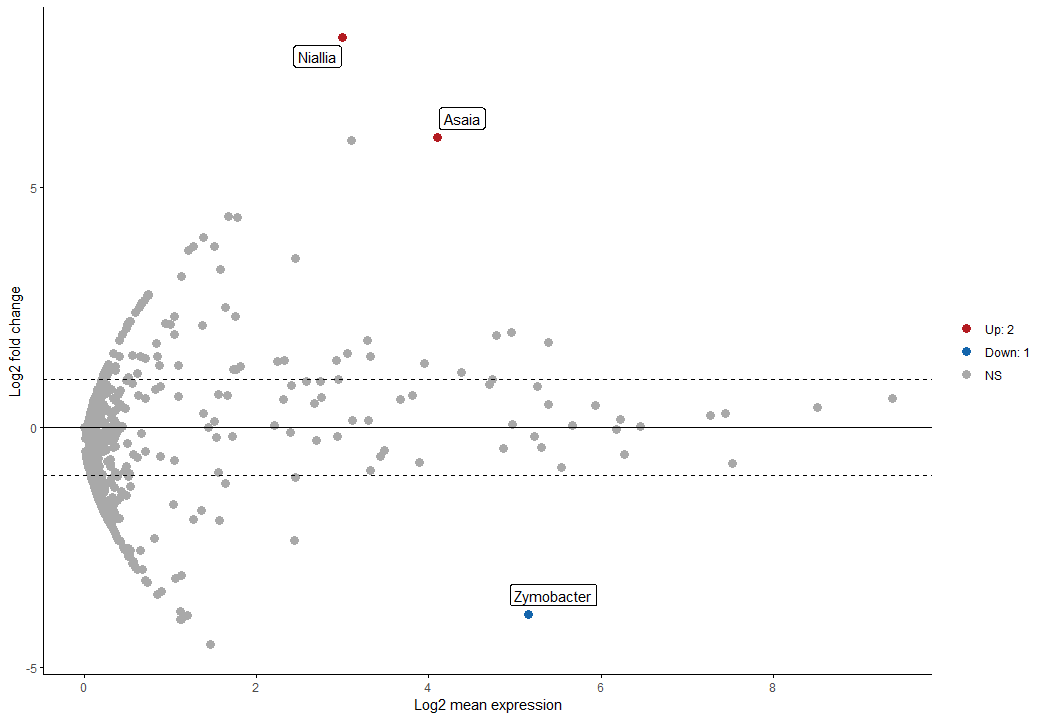 Niallia
Asaia
5
Log2 fold change
Up: 2
Down: 1
NS
0
Zymobacter
-5
0 2 4 6 8
Log2 mean expression